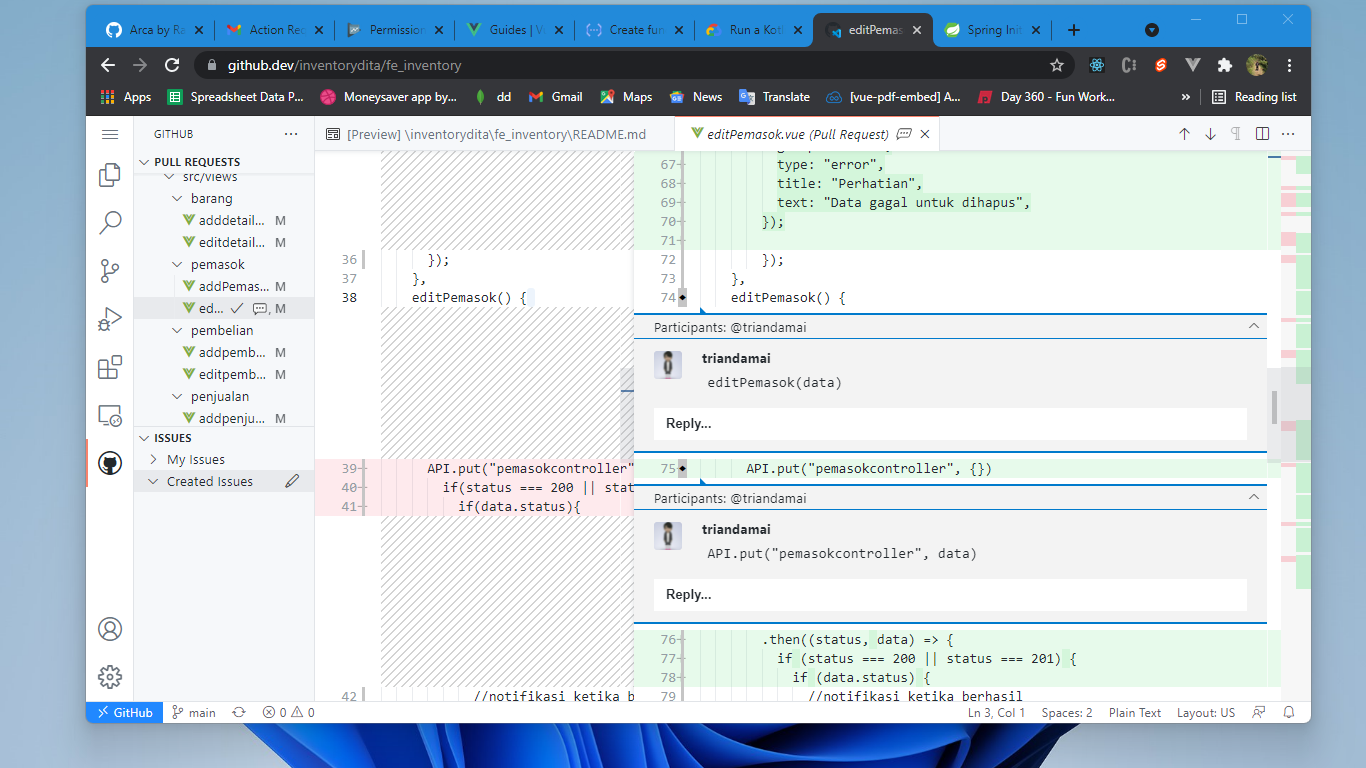 Arca by Ra
Action Rec
Permission
Guides | V
Create fun
Run a Kotl
editPemas
Spring Init
github.dev/inventorydita/fe_inventory
Apps
Spreadsheet Data P...
Moneysaver app by...
dd
Gmail
Maps
News
Translate
[vue-pdf-embed] A...
Day 360 - Fun Work...
»
Reading list
GITHUB
[Preview] \inventorydita\fe_inventory\README.md
editPemasok.vue (Pull Request)
PULL REQUESTS
src/views
barang
adddetail... M
editdetail... M
pemasok
addPemas... M
ed... , M
pembelian
addpemb... M
editpemb... M
penjualan
addpenju... M
ISSUES
My Issues
Created Issues
36 });
37 },
38 editPemasok() {
39 API.put("pemasokcontroller"
40 if(status === 200 || stat
41 if(data.status){
42 //notifikasi ketika b
67 type: "error",
68 title: "Perhatian",
69 text: "Data gagal untuk dihapus",
70 });
71
72 });
73 },
74 editPemasok() {
Participants: @triandamai
triandamai
editPemasok(data)
Reply...
75 API.put("pemasokcontroller", {})
Participants: @triandamai
triandamai
API.put("pemasokcontroller", data)
Reply...
76 .then((status, data) => {
77 if (status === 200 || status === 201) {
78 if (data.status) {
79 //notifikasi ketika berhasil
GitHub
main
0
0
Ln 3, Col 1
Spaces: 2
Plain Text
Layout: US